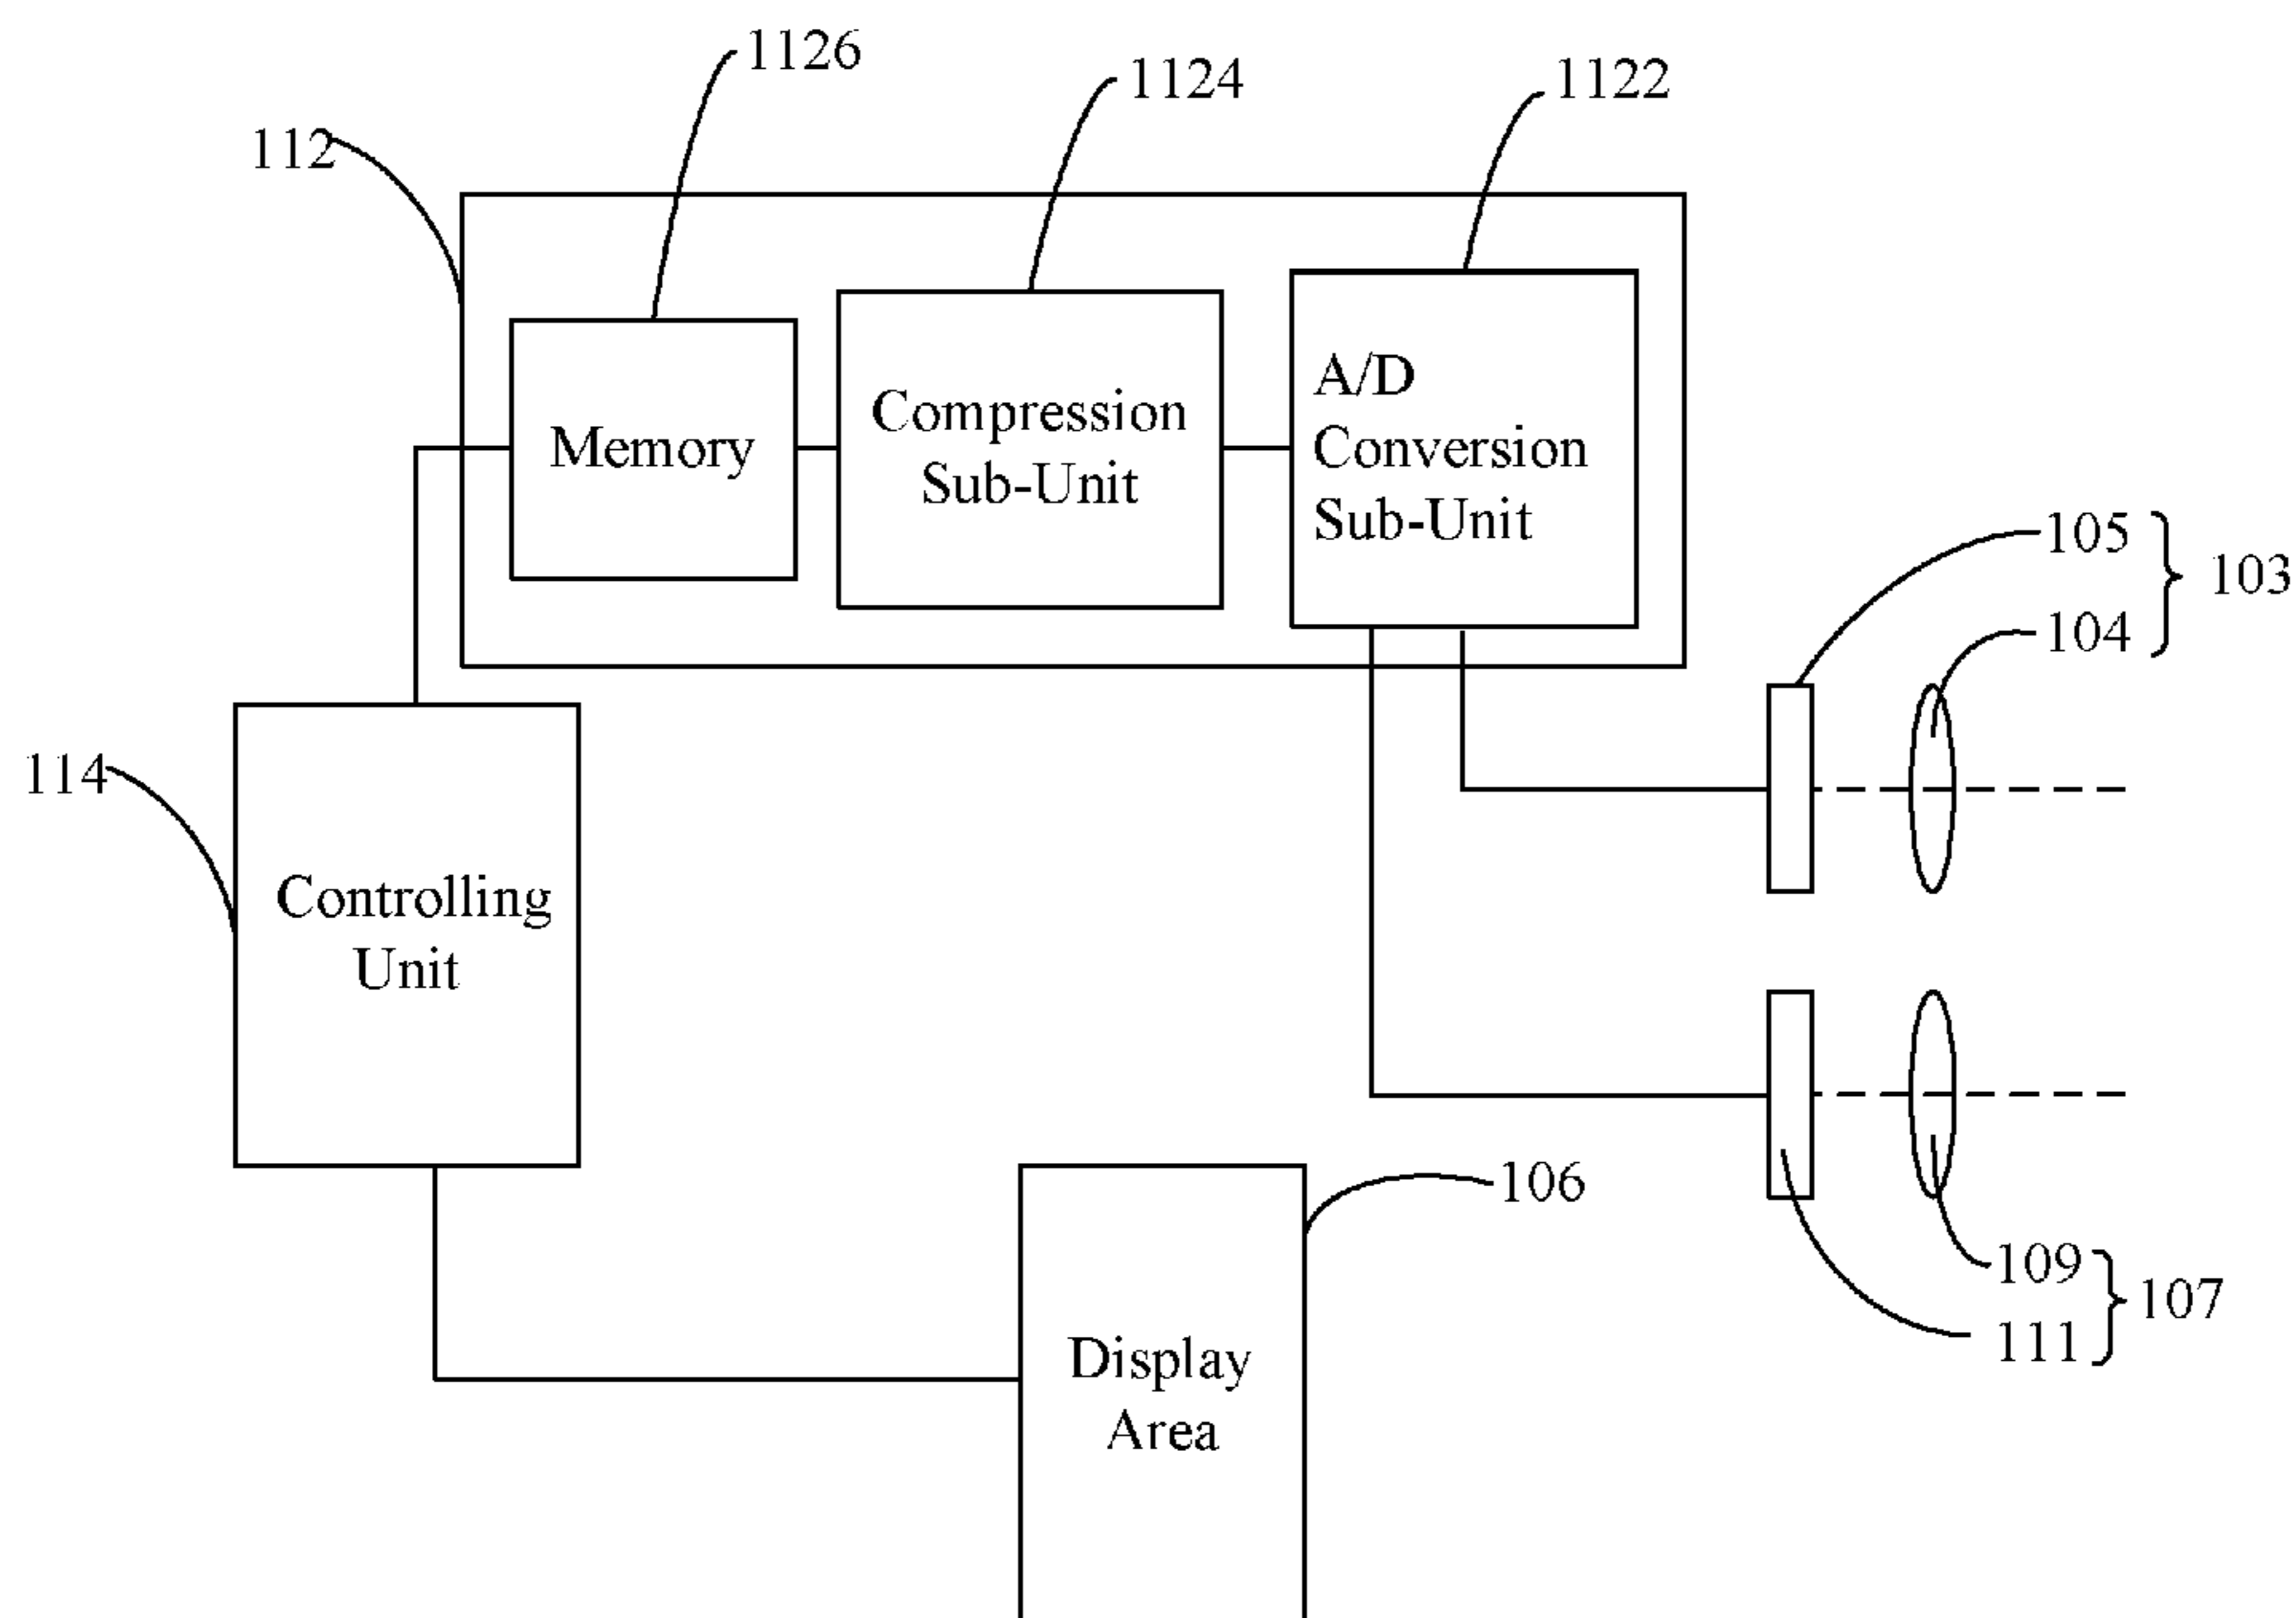 1126
1124
1122
112
Memory
Compression
Sub-Unit
A/D
Conversion
Sub-Unit
105
104
103
114
Controlling
Unit
106
109
111
107
Display
Area